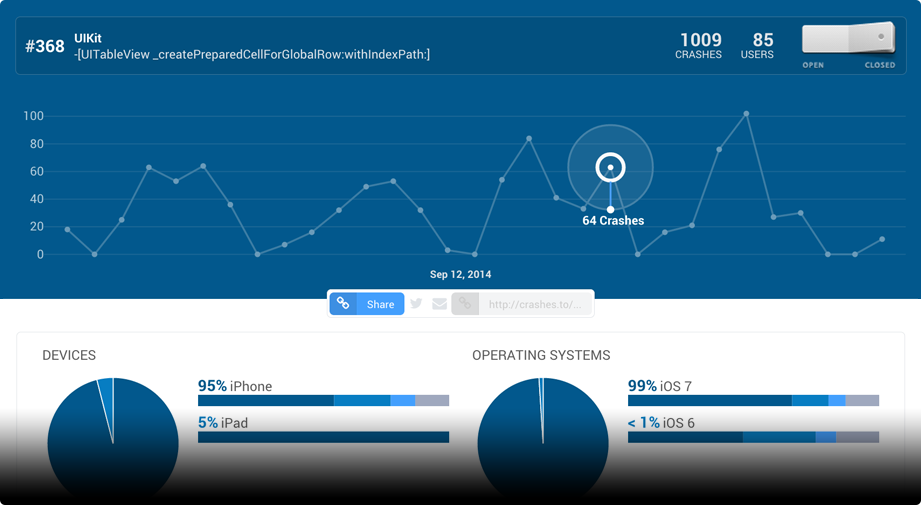 #368
UIKit
-[UITableView _createPreparedCellForGlobalRow:withIndexPath:]
1009
CRASHES
85
USERS
OPEN
CLOSED
100
80
60
40
20
0
64 Crashes
Sep 12, 2014
Share
http://crashes.to/...
DEVICES
95% iPhone
5% iPad
OPERATING SYSTEMS
99% iOS 7
< 1% iOS 6